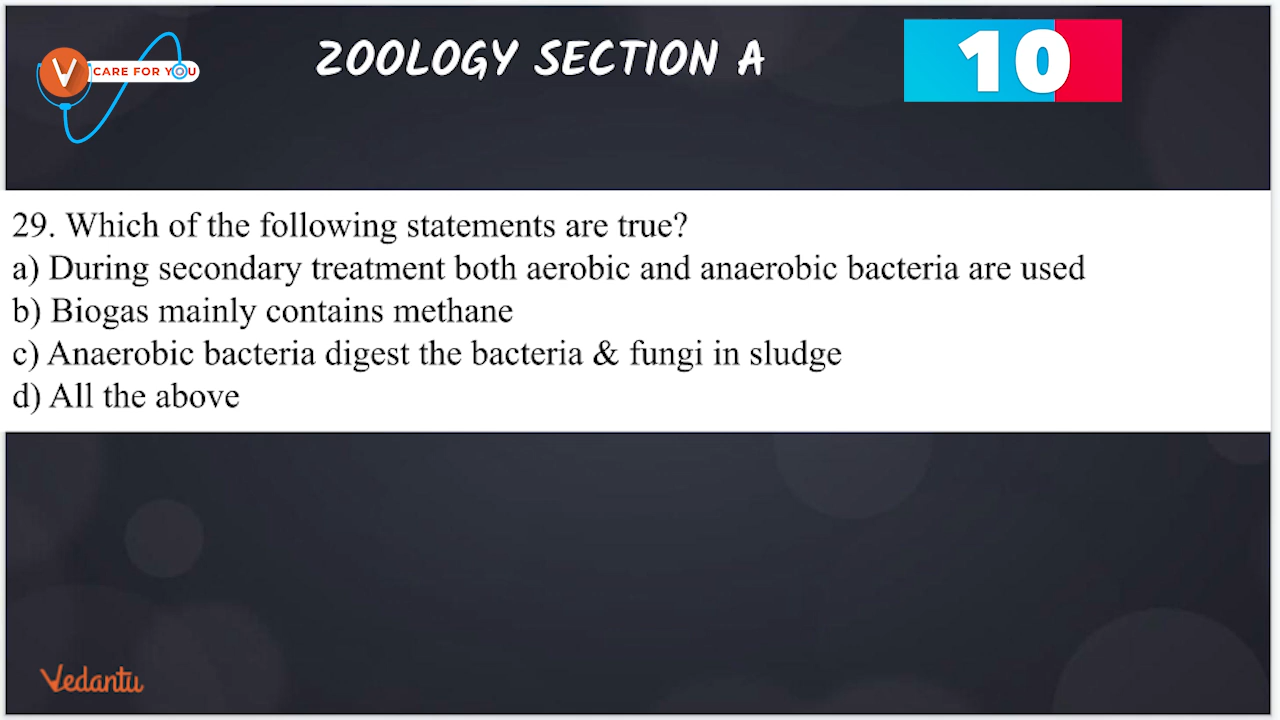 V CARE FOR YOU
ZOOLOGY SECTION A
10
29. Which of the following statements are true?
a) During secondary treatment both aerobic and anaerobic bacteria are used
b) Biogas mainly contains methane
c) Anaerobic bacteria digest the bacteria & fungi in sludge
d) All the above
Vedantu